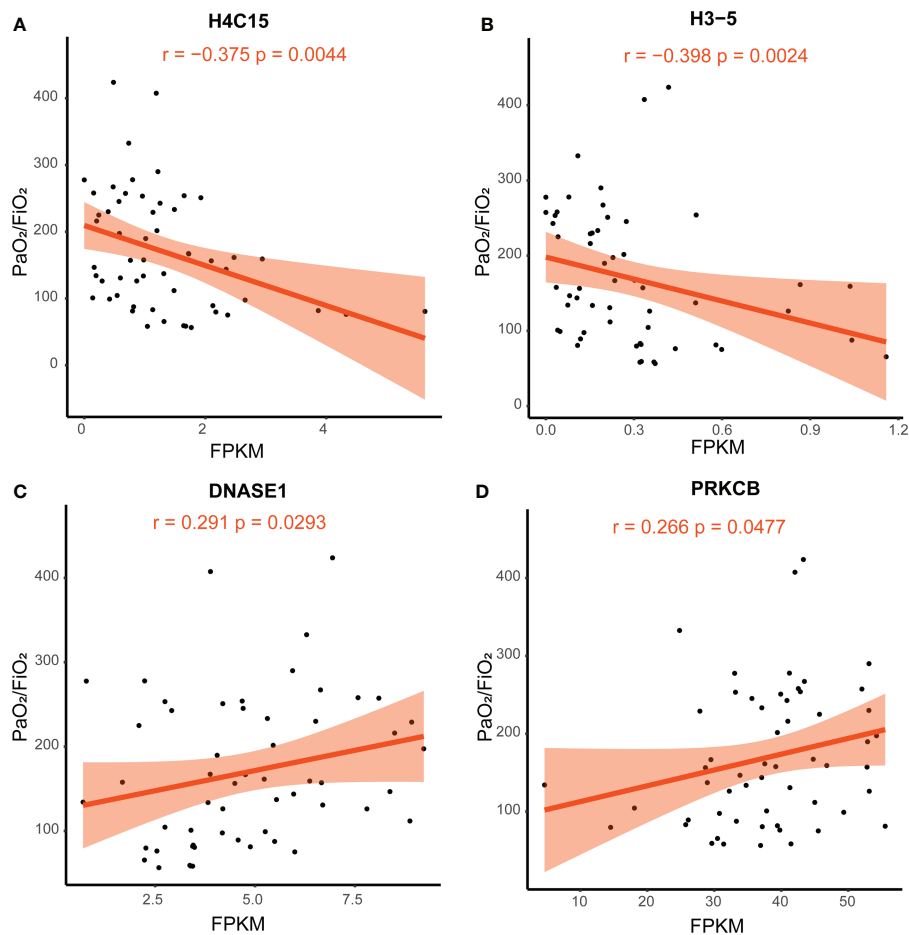 A
H4C15
r = −0.375 p = 0.0044
PaO₂/FiO₂
400
300
200
100
0
0
2
4
FPKM
B
H3−5
r = −0.398 p = 0.0024
PaO₂/FiO₂
400
300
200
100
0
0.0
0.3
0.6
0.9
1.2
FPKM
C
DNASE1
r = 0.291 p = 0.0293
PaO₂/FiO₂
400
300
200
100
2.5
5.0
7.5
FPKM
D
PRKCB
r = 0.266 p = 0.0477
PaO₂/FiO₂
400
300
200
100
10
20
30
40
50
FPKM